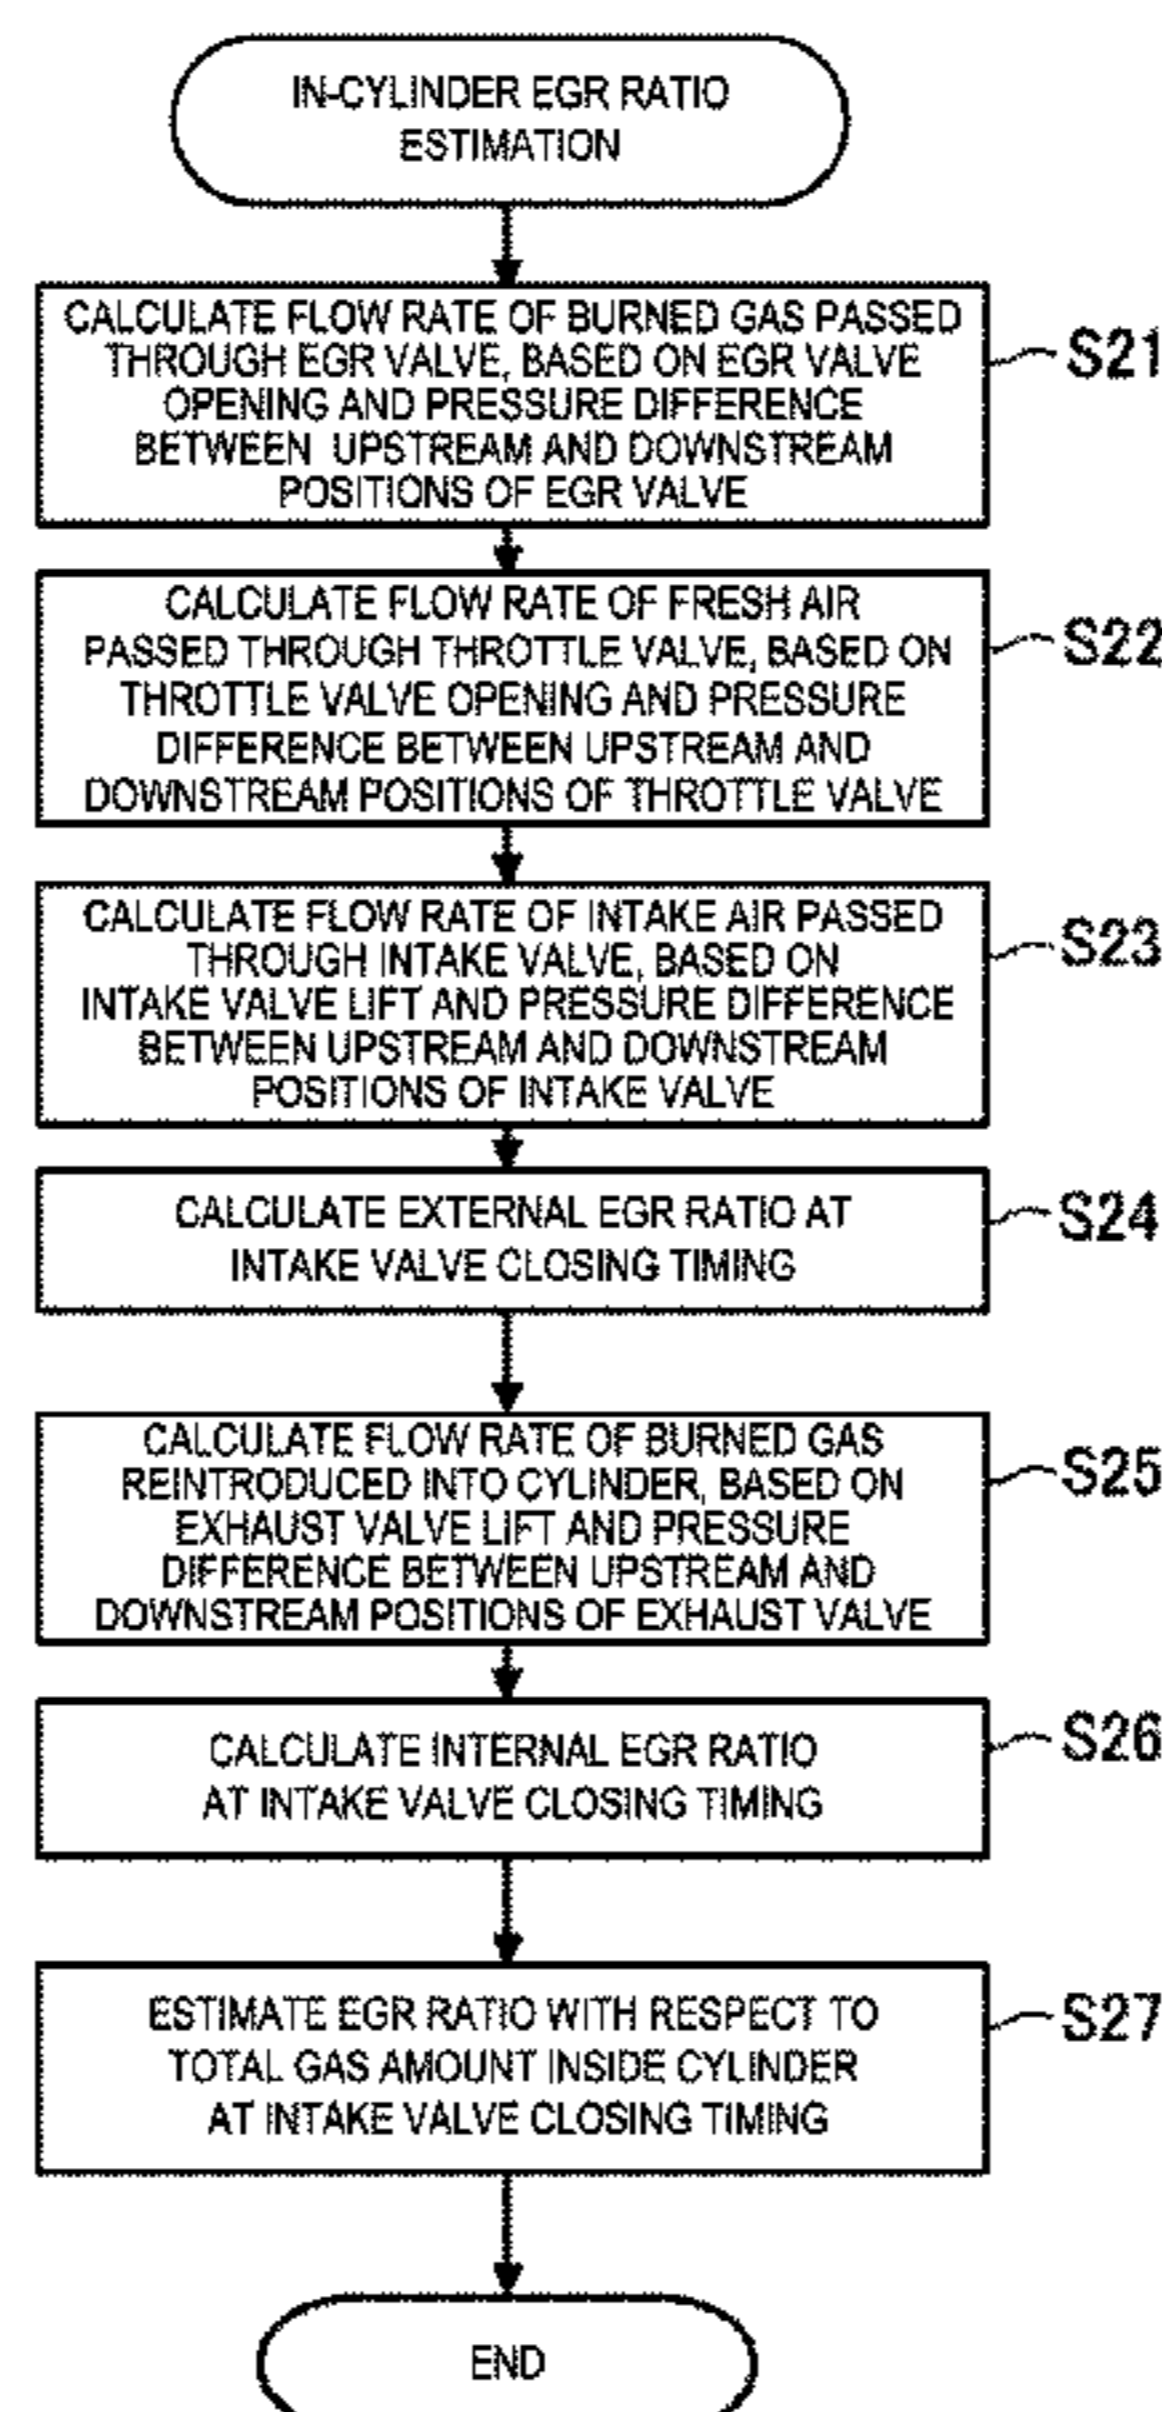 IN-CYLINDER EGR RATIO
ESTIMATION
CALCULATE FLOW RATE OF BURNED GAS PASSED
THROUGH EGR VALVE, BASED ON EGR VALVE
OPENING AND PRESSURE DIFFERENCE
BETWEEN UPSTREAM AND DOWNSTREAM
POSITIONS OF EGR VALVE
S21
CALCULATE FLOW RATE OF FRESH AIR
PASSED THROUGH THROTTLE VALVE, BASED ON
THROTTLE VALVE OPENING AND PRESSURE
DIFFERENCE BETWEEN UPSTREAM AND
DOWNSTREAM POSITIONS OF THROTTLE VALVE
S22
CALCULATE FLOW RATE OF INTAKE AIR PASSED
THROUGH INTAKE VALVE, BASED ON
INTAKE VALVE LIFT AND PRESSURE DIFFERENCE
BETWEEN UPSTREAM AND DOWNSTREAM
POSITIONS OF INTAKE VALVE
S23
CALCULATE EXTERNAL EGR RATIO AT
INTAKE VALVE CLOSING TIMING
S24
CALCULATE FLOW RATE OF BURNED GAS
REINTRODUCED INTO CYLINDER, BASED ON
EXHAUST VALVE LIFT AND PRESSURE
DIFFERENCE BETWEEN UPSTREAM AND
DOWNSTREAM POSITIONS OF EXHAUST VALVE
S25
CALCULATE INTERNAL EGR RATIO
AT INTAKE VALVE CLOSING TIMING
S26
ESTIMATE EGR RATIO WITH RESPECT TO
TOTAL GAS AMOUNT INSIDE CYLINDER
AT INTAKE VALVE CLOSING TIMING
S27
END